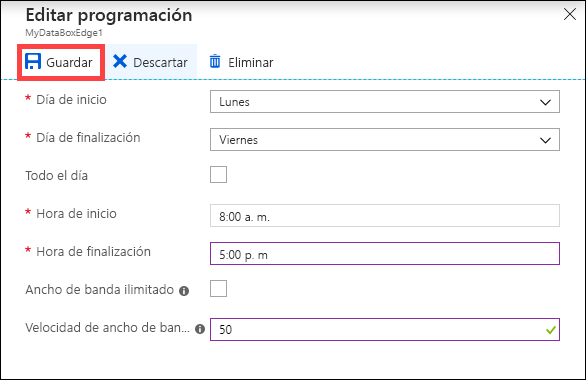 Editar programación
MyDataBoxEdge1
Guardar Descartar Eliminar
* Día de inicio Lunes
* Día de finalización Viernes
Todo el día
* Hora de inicio 8:00 a. m.
* Hora de finalización 5:00 p. m
Ancho de banda ilimitado
Velocidad de ancho de ban... 50